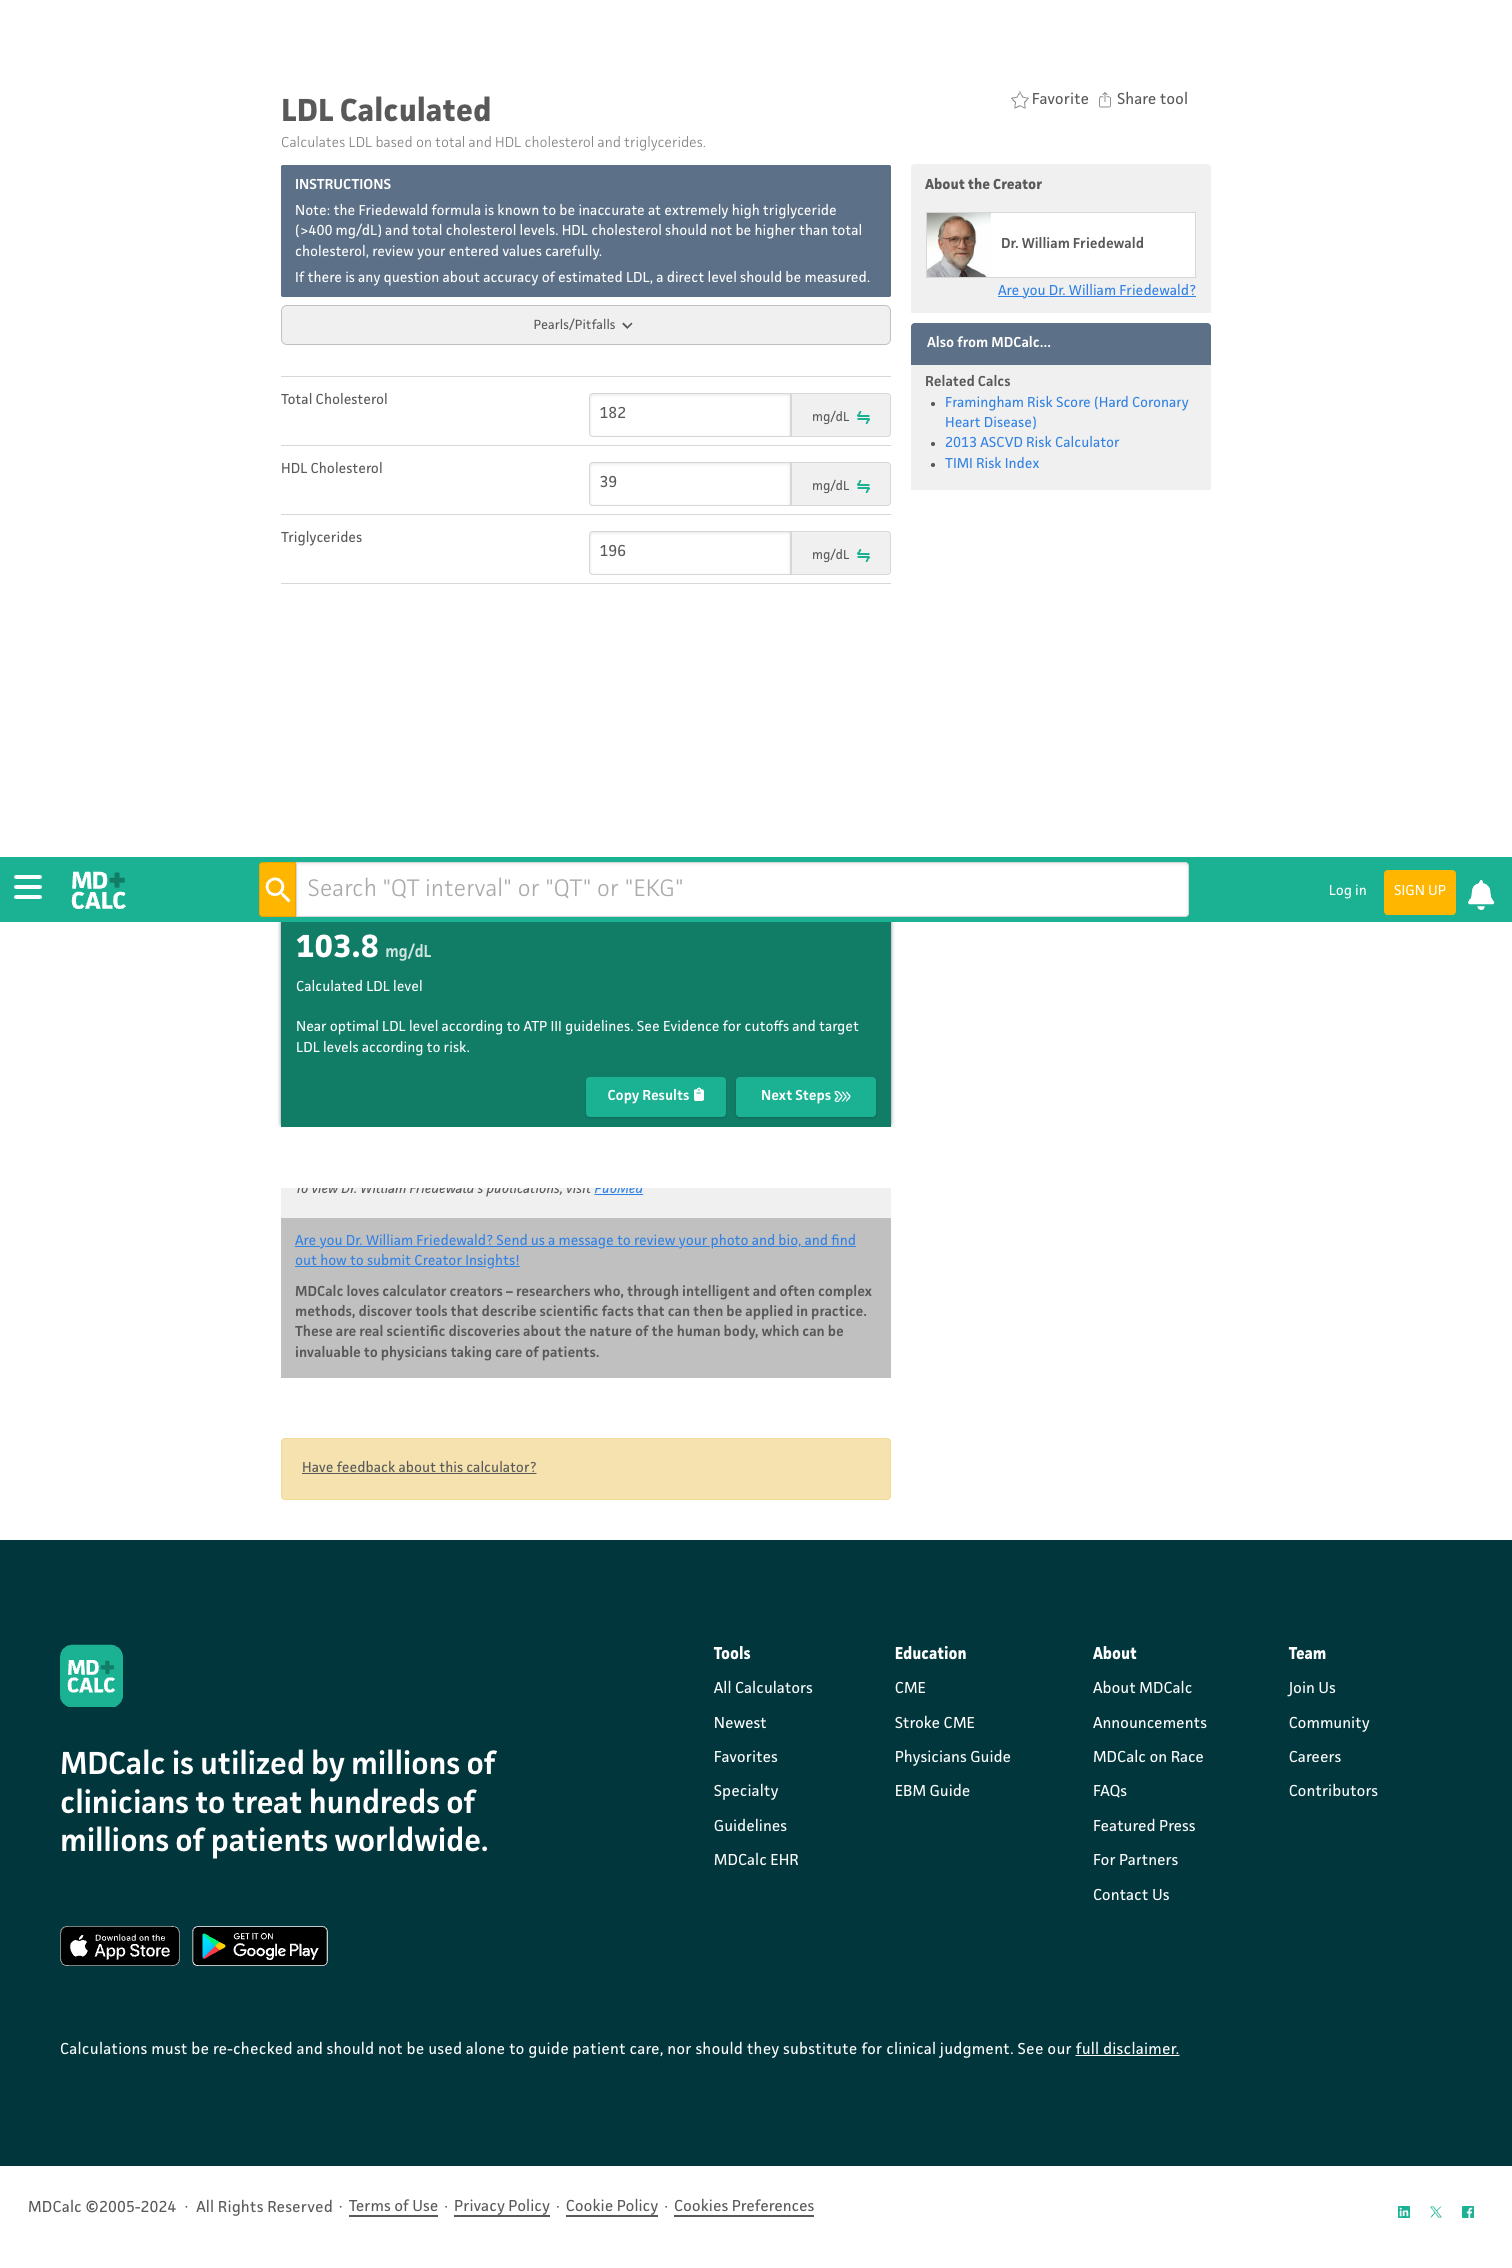 LDL Calculated
Favorite Share tool
Calculates LDL based on total and HDL cholesterol and triglycerides.
INSTRUCTIONS
Note: the Friedewald formula is known to be inaccurate at extremely high triglyceride
(>400 mg/dL) and total cholesterol levels. HDL cholesterol should not be higher than total
cholesterol, review your entered values carefully.
If there is any question about accuracy of estimated LDL, a direct level should be measured.
Pearls/Pitfalls
Total Cholesterol 182 mg/dL
HDL Cholesterol 39 mg/dL
Triglycerides 196 mg/dL
About the Creator
Dr. William Friedewald
Are you Dr. William Friedewald?
Also from MDCalc...
Related Calcs
• Framingham Risk Score (Hard Coronary
Heart Disease)
• 2013 ASCVD Risk Calculator
• TIMI Risk Index
MD+
CALC
Search "QT interval" or "QT" or "EKG"
Log in
SIGN UP
103.8 mg/dL
Calculated LDL level
Near optimal LDL level according to ATP III guidelines. See Evidence for cutoffs and target
LDL levels according to risk.
Copy Results
Next Steps
To view Dr. William Friedewald's publications, visit PubMed
Are you Dr. William Friedewald? Send us a message to review your photo and bio, and find
out how to submit Creator Insights!
MDCalc loves calculator creators – researchers who, through intelligent and often complex
methods, discover tools that describe scientific facts that can then be applied in practice.
These are real scientific discoveries about the nature of the human body, which can be
invaluable to physicians taking care of patients.
Have feedback about this calculator?
MD+
CALC
MDCalc is utilized by millions of
clinicians to treat hundreds of
millions of patients worldwide.
Download on the
App Store
GET IT ON
Google Play
Tools
All Calculators
Newest
Favorites
Specialty
Guidelines
MDCalc EHR
Education
CME
Stroke CME
Physicians Guide
EBM Guide
About
About MDCalc
Announcements
MDCalc on Race
FAQs
Featured Press
For Partners
Contact Us
Team
Join Us
Community
Careers
Contributors
Calculations must be re-checked and should not be used alone to guide patient care, nor should they substitute for clinical judgment. See our full disclaimer.
MDCalc ©2005-2024 · All Rights Reserved · Terms of Use · Privacy Policy · Cookie Policy · Cookies Preferences